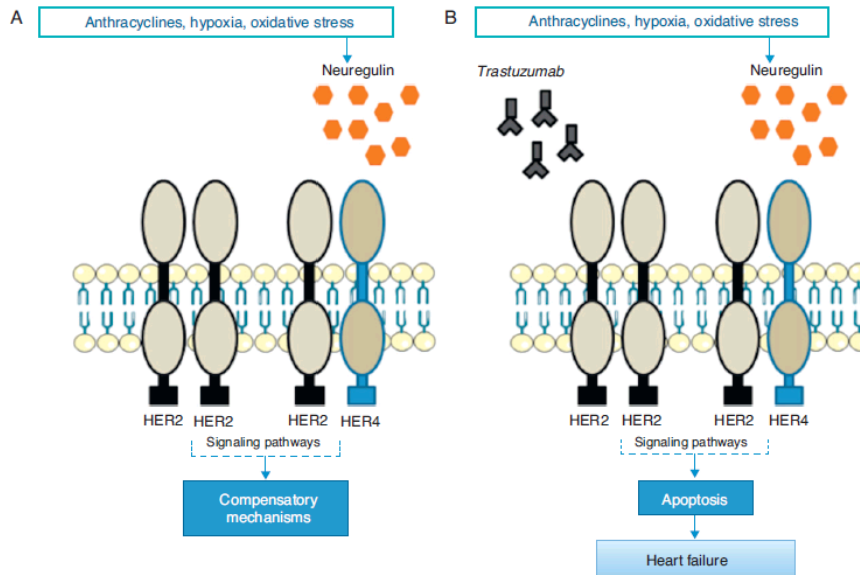 A
Anthracyclines, hypoxia, oxidative stress
Neuregulin
HER2
HER2
HER2
HER4
Signaling pathways
Compensatory
mechanisms
B
Anthracyclines, hypoxia, oxidative stress
Trastuzumab
Neuregulin
HER2
HER2
HER2
HER4
Signaling pathways
Apoptosis
Heart failure